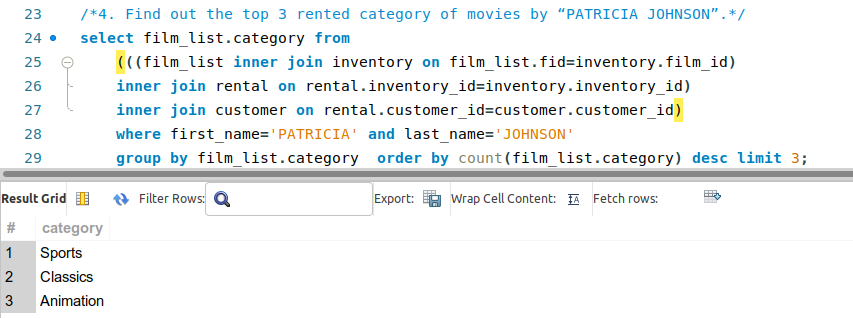 23 /*4. Find out the top 3 rented category of movies by “PATRICIA JOHNSON”.*/
24 select film_list.category from
25 (((film_list inner join inventory on film_list.fid=inventory.film_id)
26 inner join rental on rental.inventory_id=inventory.inventory_id)
27 inner join customer on rental.customer_id=customer.customer_id)
28 where first_name='PATRICIA' and last_name='JOHNSON'
29 group by film_list.category  order by count(film_list.category) desc limit 3;
Result Grid Filter Rows: Export: Wrap Cell Content: Fetch rows:
# category
1 Sports
2 Classics
3 Animation